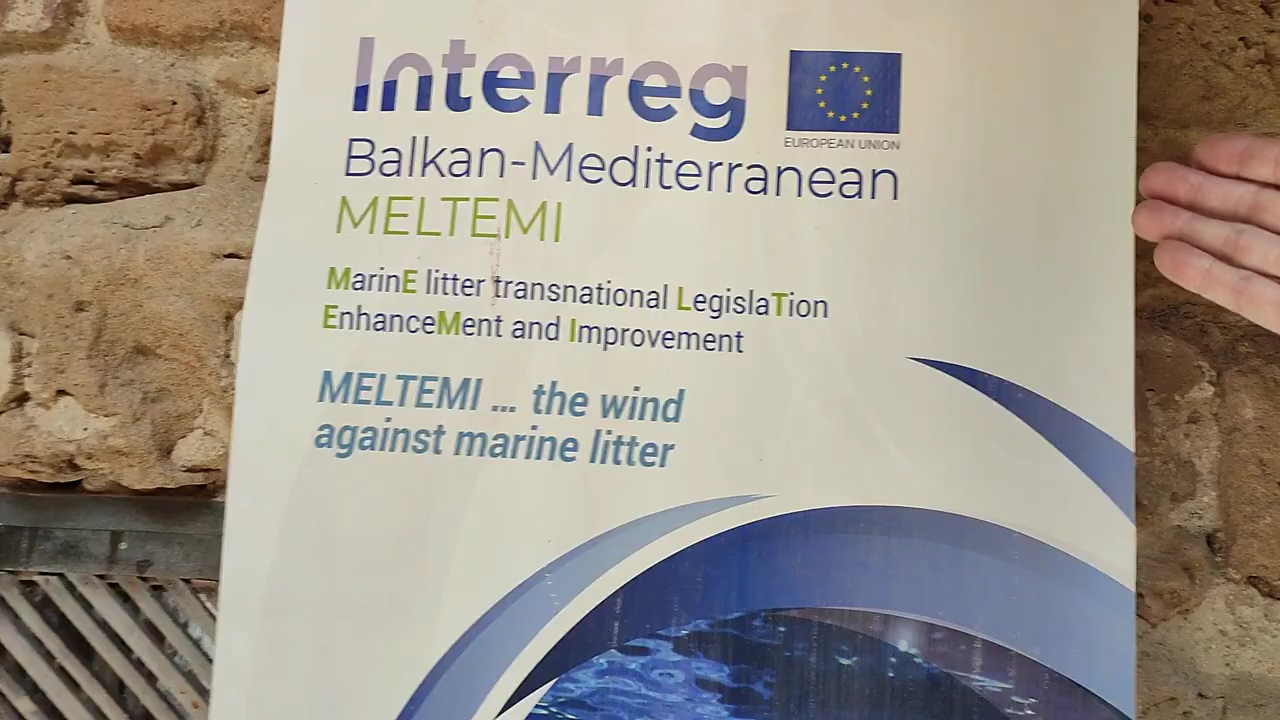 Interreg
EUROPEAN UNION
Balkan-Mediterranean
MELTEMI
MarinE litter transnational LegislaTion
EnhanceMent and Improvement
MELTEMI ... the wind
against marine litter